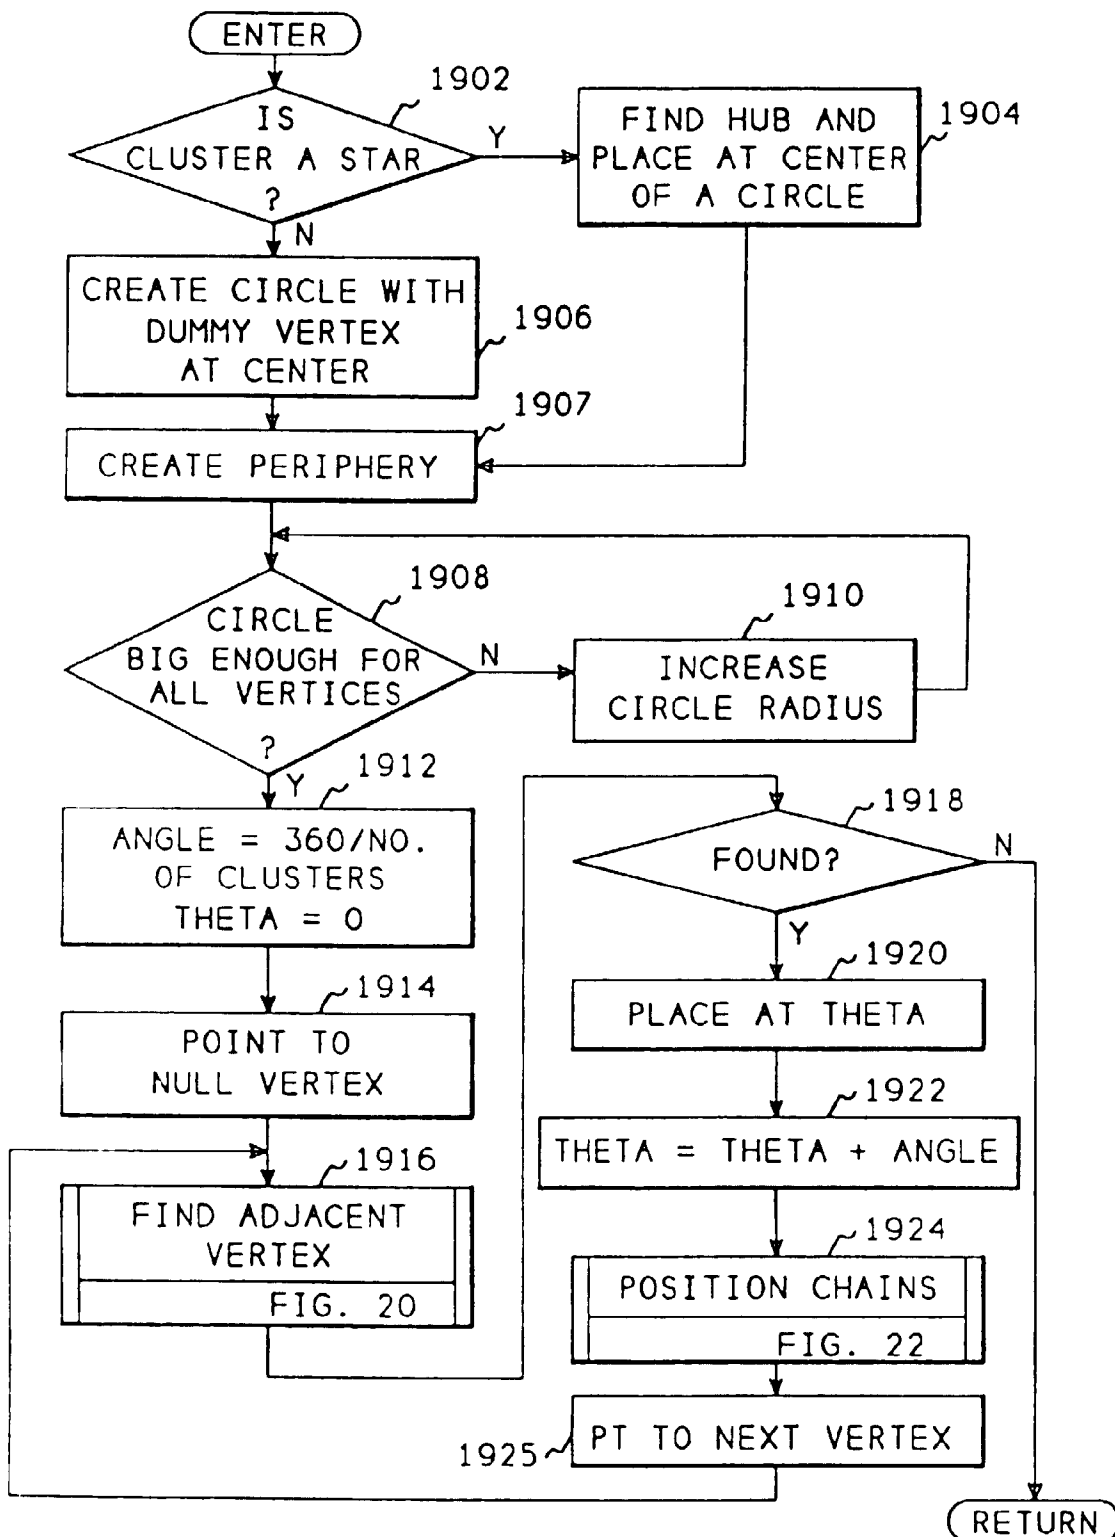 ENTER
1902
IS
CLUSTER A STAR
?
Y
N
FIND HUB AND
PLACE AT CENTER
OF A CIRCLE
1904
CREATE CIRCLE WITH
DUMMY VERTEX
AT CENTER
1906
1907
CREATE PERIPHERY
1908
CIRCLE
BIG ENOUGH FOR
ALL VERTICES
?
N
Y
1910
INCREASE
CIRCLE RADIUS
1912
ANGLE = 360/NO.
OF CLUSTERS
THETA = 0
1914
POINT TO
NULL VERTEX
1916
FIND ADJACENT
VERTEX
FIG. 20
1918
FOUND?
N
Y
1920
PLACE AT THETA
1922
THETA = THETA + ANGLE
1924
POSITION CHAINS
FIG. 22
1925
PT TO NEXT VERTEX
RETURN